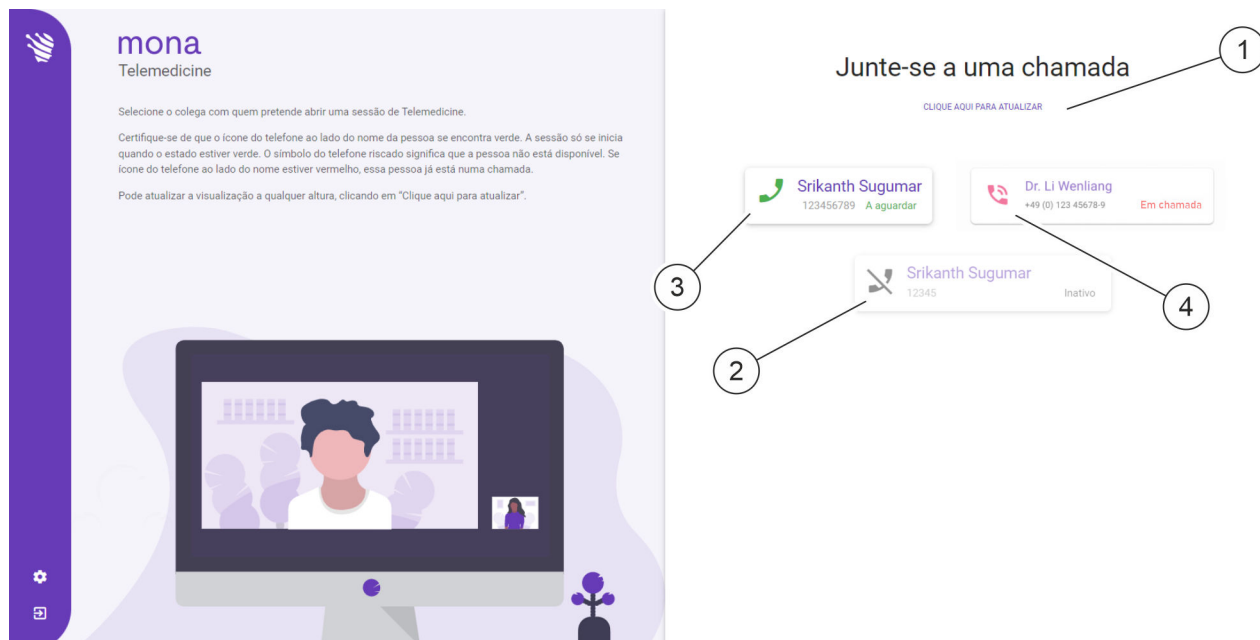 mona
Telemedicine
Selecione o colega com quem pretende abrir uma sessão de Telemedicine.
Certifique-se de que o ícone do telefone ao lado do nome da pessoa se encontra verde. A sessão só se inicia
quando o estado estiver verde. O símbolo do telefone riscado significa que a pessoa não está disponível. Se
ícone do telefone ao lado do nome estiver vermelho, essa pessoa já está numa chamada.
Pode atualizar a visualização a qualquer altura, clicando em “Clique aqui para atualizar”.
Junte-se a uma chamada
1
CLIQUE AQUI PARA ATUALIZAR
Srikanth Sugumar
123456789 A aguardar
Dr. Li Wenliang
+49 (0) 123 45678-9 Em chamada
3
Srikanth Sugumar
12345 Inativo
4
2